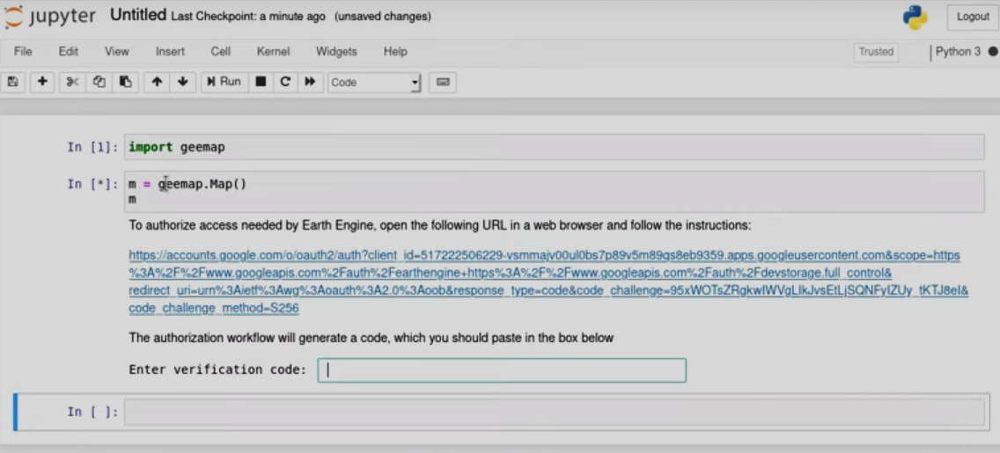 jupyter Untitled Last Checkpoint: a minute ago (unsaved changes) Logout
File Edit View Insert Cell Kernel Widgets Help Trusted Python 3
Run Code
In [1]: import geemap
In [*]: m = geemap.Map()
m
To authorize access needed by Earth Engine, open the following URL in a web browser and follow the instructions:
https://accounts.google.com/o/oauth2/auth?client_id=517222506229-vsmmajv00ul0bs7p89v5m89qs8eb9359.apps.googleusercontent.com&scope=https
%3A%2F%2Fwww.googleapis.com%2Fauth%2Fearthengine+https%3A%2F%2Fwww.googleapis.com%2Fauth%2Fdevstorage.full_control&
redirect_uri=urn%3Aietf%3Awg%3Aoauth%3A2.0%3Aoob&response_type=code&code_challenge=95xWOTsZRgkwIWVgLIkJvsEtLjSQNFyIZUy_tKTJ8eI&
code_challenge_method=S256
The authorization workflow will generate a code, which you should paste in the box below
Enter verification code:
In [ ]: